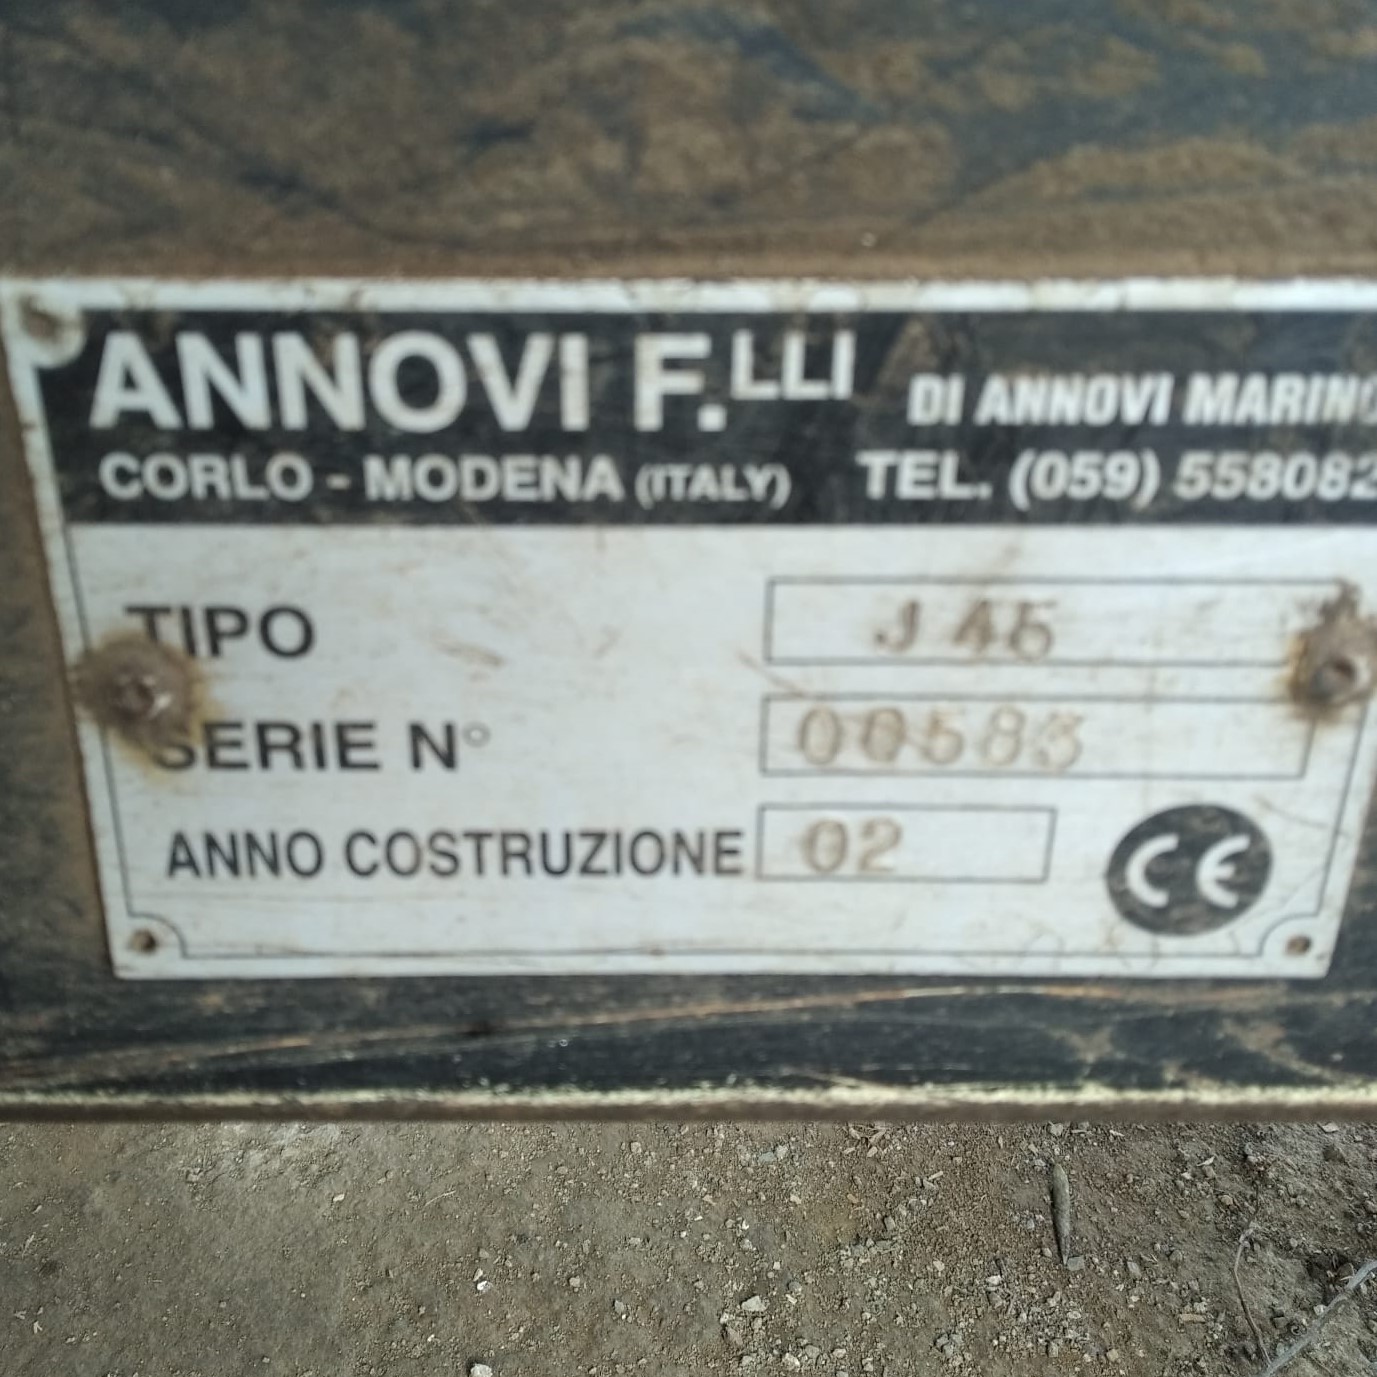 ANNOVI F.LLI DI ANNOVI MARINO
CORLO - MODENA (ITALY) TEL. (059) 558082
TIPO J 45
SERIE N° 00583
ANNO COSTRUZIONE 02
CE